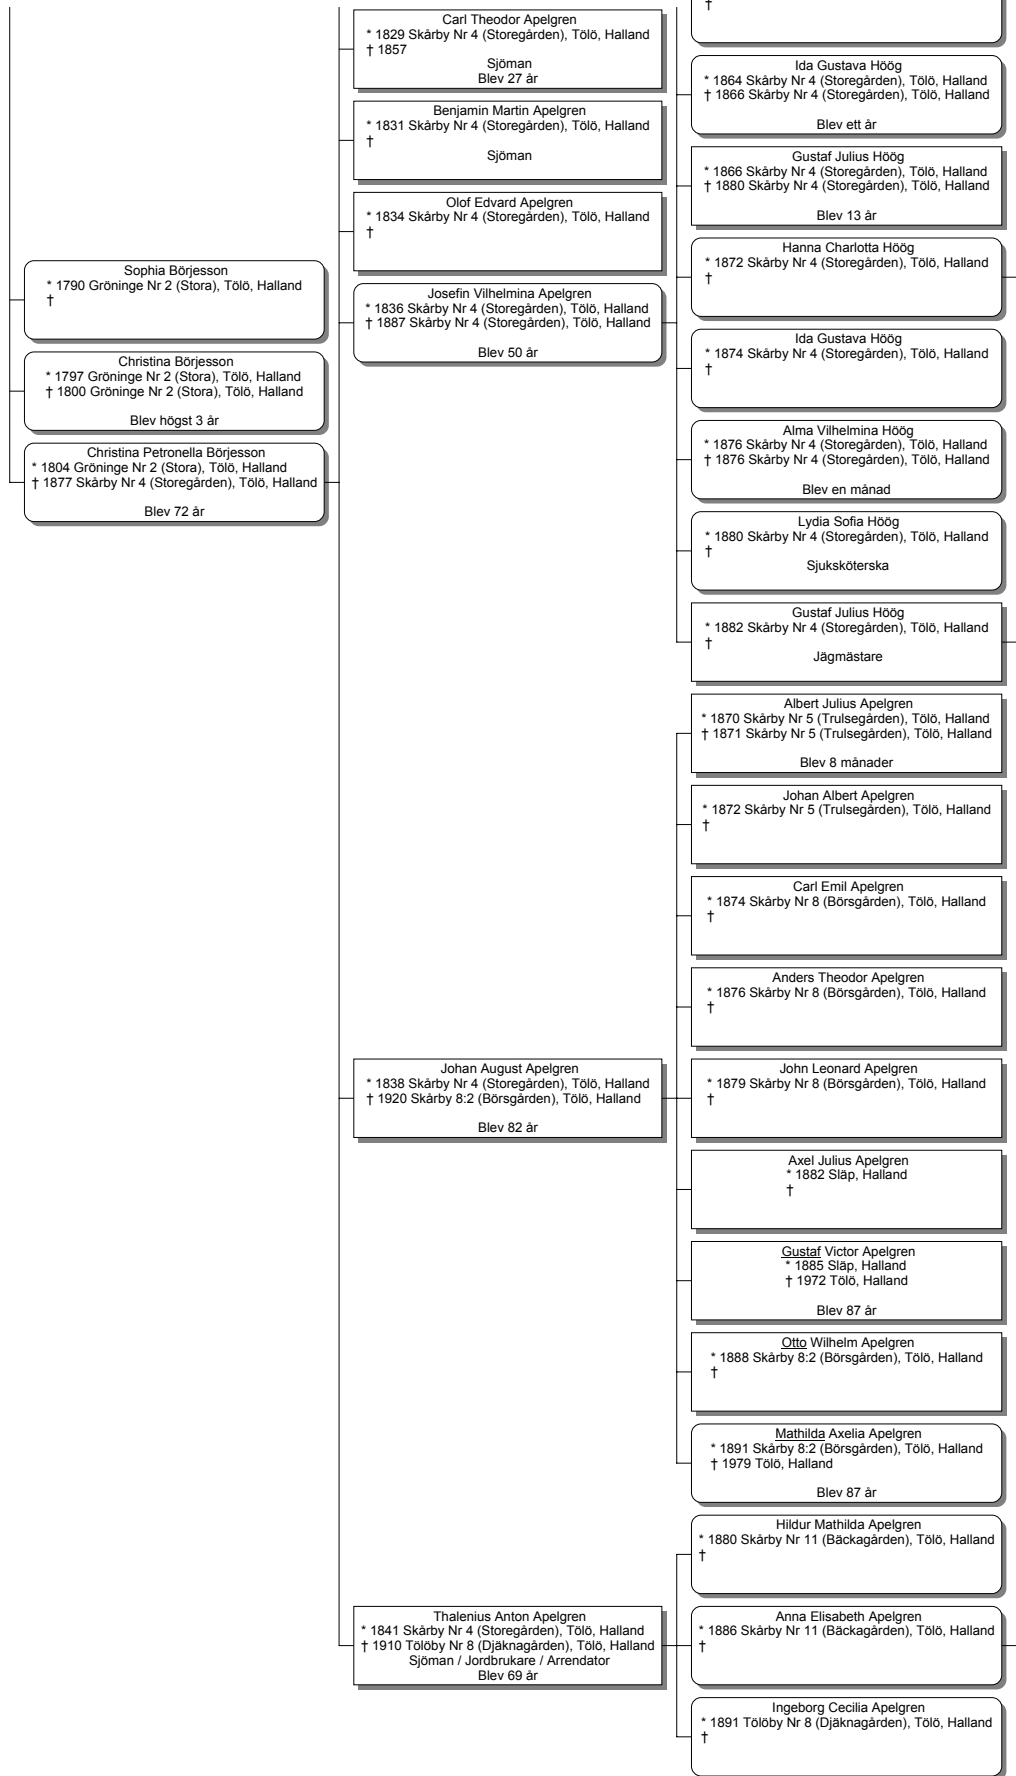 Sophia Börjesson
* 1790 Gröninge Nr 2 (Stora), Tölö, Halland
†
Christina Börjesson
* 1797 Gröninge Nr 2 (Stora), Tölö, Halland
† 1800 Gröninge Nr 2 (Stora), Tölö, Halland
Blev högst 3 år
Christina Petronella Börjesson
* 1804 Gröninge Nr 2 (Stora), Tölö, Halland
† 1877 Skårby Nr 4 (Storegården), Tölö, Halland
Blev 72 år
Carl Theodor Apelgren
* 1829 Skårby Nr 4 (Storegården), Tölö, Halland
† 1857
Sjöman
Blev 27 år
Benjamin Martin Apelgren
* 1831 Skårby Nr 4 (Storegården), Tölö, Halland
†
Sjöman
Olof Edvard Apelgren
* 1834 Skårby Nr 4 (Storegården), Tölö, Halland
†
Josefin Vilhelmina Apelgren
* 1836 Skårby Nr 4 (Storegården), Tölö, Halland
† 1887 Skårby Nr 4 (Storegården), Tölö, Halland
Blev 50 år
Johan August Apelgren
* 1838 Skårby Nr 4 (Storegården), Tölö, Halland
† 1920 Skårby 8:2 (Börsgården), Tölö, Halland
Blev 82 år
Thalenius Anton Apelgren
* 1841 Skårby Nr 4 (Storegården), Tölö, Halland
† 1910 Tölöby Nr 8 (Djäknagården), Tölö, Halland
Sjöman / Jordbrukare / Arrendator
Blev 69 år
†
Ida Gustava Höög
* 1864 Skårby Nr 4 (Storegården), Tölö, Halland
† 1866 Skårby Nr 4 (Storegården), Tölö, Halland
Blev ett år
Gustaf Julius Höög
* 1866 Skårby Nr 4 (Storegården), Tölö, Halland
† 1880 Skårby Nr 4 (Storegården), Tölö, Halland
Blev 13 år
Hanna Charlotta Höög
* 1872 Skårby Nr 4 (Storegården), Tölö, Halland
†
Ida Gustava Höög
* 1874 Skårby Nr 4 (Storegården), Tölö, Halland
†
Alma Vilhelmina Höög
* 1876 Skårby Nr 4 (Storegården), Tölö, Halland
† 1876 Skårby Nr 4 (Storegården), Tölö, Halland
Blev en månad
Lydia Sofia Höög
* 1880 Skårby Nr 4 (Storegården), Tölö, Halland
†
Sjuksköterska
Gustaf Julius Höög
* 1882 Skårby Nr 4 (Storegården), Tölö, Halland
†
Jägmästare
Albert Julius Apelgren
* 1870 Skårby Nr 5 (Trulsegården), Tölö, Halland
† 1871 Skårby Nr 5 (Trulsegården), Tölö, Halland
Blev 8 månader
Johan Albert Apelgren
* 1872 Skårby Nr 5 (Trulsegården), Tölö, Halland
†
Carl Emil Apelgren
* 1874 Skårby Nr 8 (Börsgården), Tölö, Halland
†
Anders Theodor Apelgren
* 1876 Skårby Nr 8 (Börsgården), Tölö, Halland
†
John Leonard Apelgren
* 1879 Skårby Nr 8 (Börsgården), Tölö, Halland
†
Axel Julius Apelgren
* 1882 Släp, Halland
†
Gustaf Victor Apelgren
* 1885 Släp, Halland
† 1972 Tölö, Halland
Blev 87 år
Otto Wilhelm Apelgren
* 1888 Skårby 8:2 (Börsgården), Tölö, Halland
†
Mathilda Axelia Apelgren
* 1891 Skårby 8:2 (Börsgården), Tölö, Halland
† 1979 Tölö, Halland
Blev 87 år
Hildur Mathilda Apelgren
* 1880 Skårby Nr 11 (Bäckagården), Tölö, Halland
†
Anna Elisabeth Apelgren
* 1886 Skårby Nr 11 (Bäckagården), Tölö, Halland
†
Ingeborg Cecilia Apelgren
* 1891 Tölöby Nr 8 (Djäknagården), Tölö, Halland
†